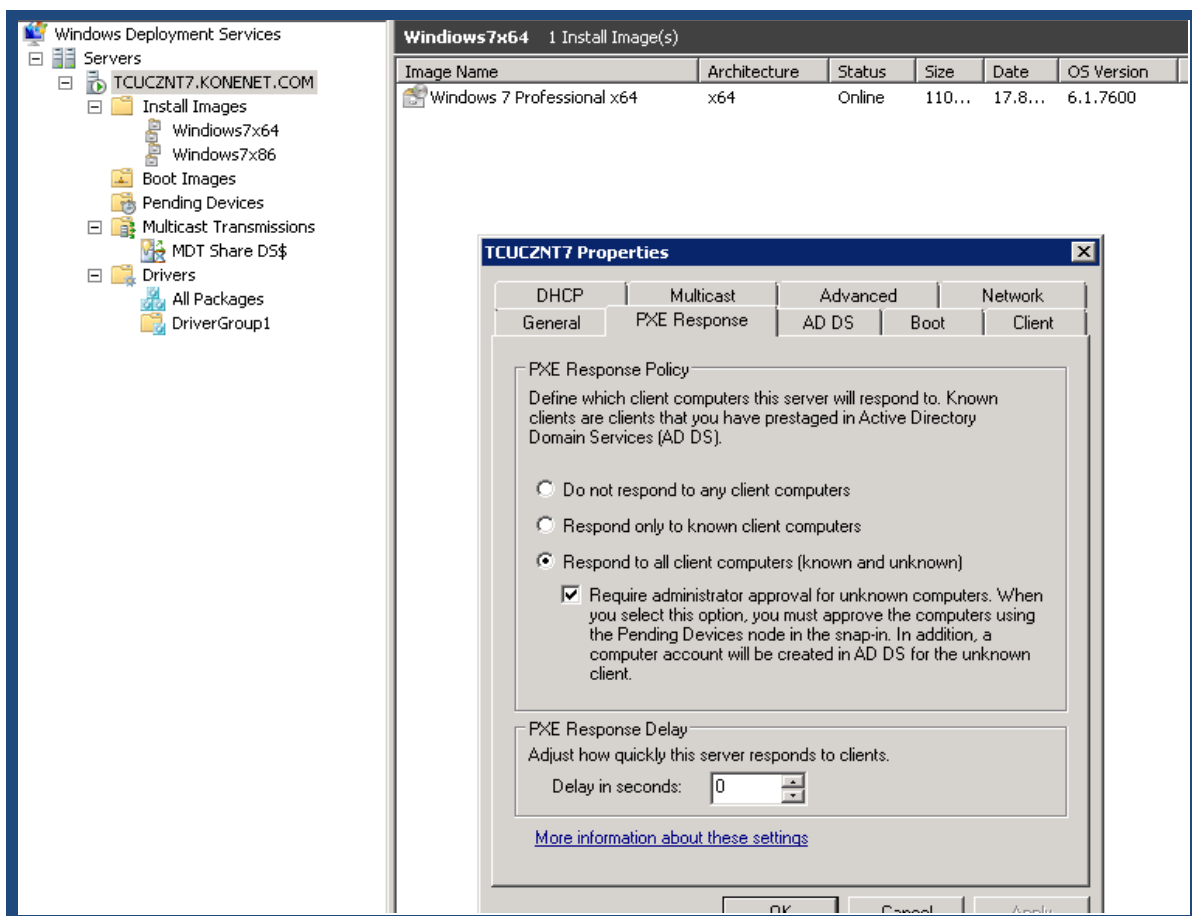 Windows Deployment Services
Servers
TCUCZNT7.KONENET.COM
Install Images
Windiows7x64
Windows7x86
Boot Images
Pending Devices
Multicast Transmissions
MDT Share DS$
Drivers
All Packages
DriverGroup1
Windiows7x64 1 Install Image(s)
Image Name Architecture Status Size Date OS Version
Windows 7 Professional x64 x64 Online 110... 17.8... 6.1.7600
TCUCZNT7 Properties
DHCP Multicast Advanced Network
General PXE Response AD DS Boot Client
PXE Response Policy
Define which client computers this server will respond to. Known
clients are clients that you have prestaged in Active Directory
Domain Services (AD DS).
Do not respond to any client computers
Respond only to known client computers
Respond to all client computers (known and unknown)
Require administrator approval for unknown computers. When
you select this option, you must approve the computers using
the Pending Devices node in the snap-in. In addition, a
computer account will be created in AD DS for the unknown
client.
PXE Response Delay
Adjust how quickly this server responds to clients.
Delay in seconds: 0
More information about these settings
OK Cancel Apply